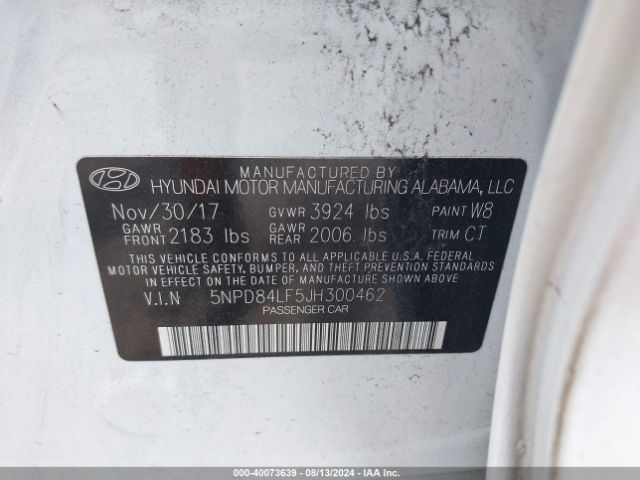 MANUFACTURED BY
HYUNDAI MOTOR MANUFACTURING ALABAMA, LLC
Nov/30/17 GVWR 3924 lbs PAINT W8
GAWR FRONT 2183 lbs GAWR REAR 2006 lbs TRIM CT
THIS VEHICLE CONFORMS TO ALL APPLICABLE U.S.A. FEDERAL
MOTOR VEHICLE SAFETY, BUMPER, AND THEFT PREVENTION STANDARDS
IN EFFECT ON THE DATE OF MANUFACTURE SHOWN ABOVE.
V.I.N 5NPD84LF5JH300462
PASSENGER CAR
000-40073639 - 08/13/2024 - IAA Inc.